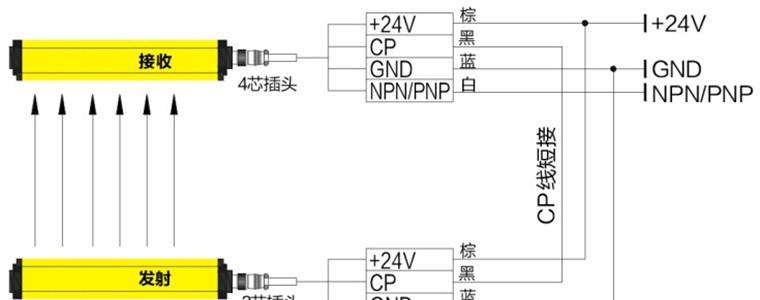 +24V 棕 +24V
CP 黑
接收
GND 蓝 GND
4芯插头
NPN/PNP 白 NPN/PNP
CP线短接
+24V 棕
发射
CP 黑
3芯插头
GND 蓝